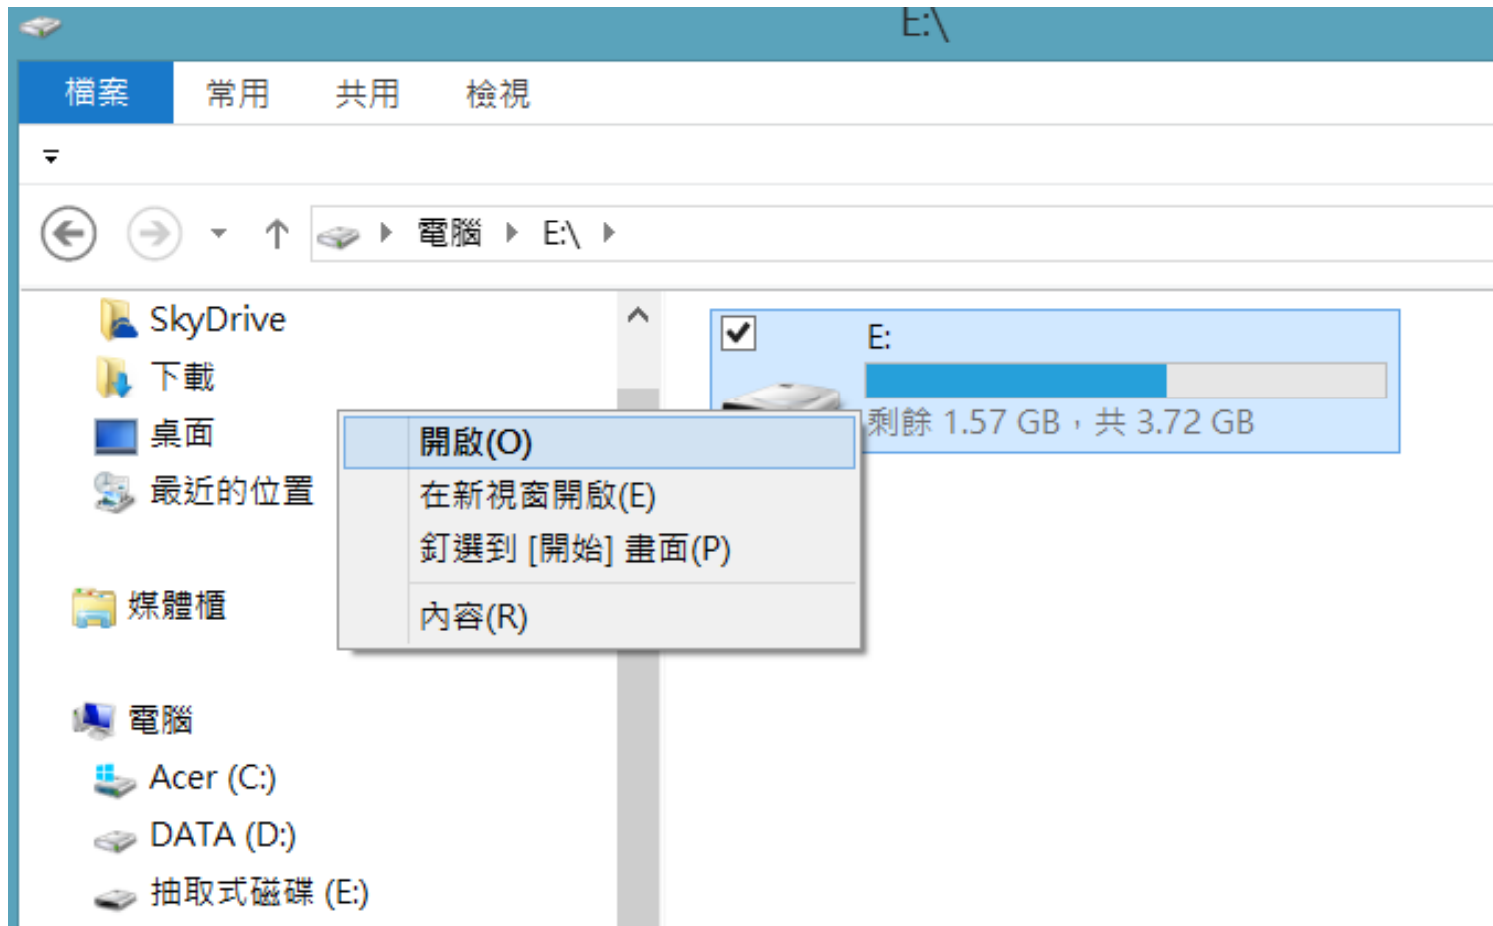 E:\
檔案 常用 共用 檢視
電腦 E:\
SkyDrive
下載
桌面
最近的位置
媒體櫃
電腦
Acer (C:)
DATA (D:)
抽取式磁碟 (E:)
E:
剩餘 1.57 GB，共 3.72 GB
開啟(O)
在新視窗開啟(E)
釘選到 [開始] 畫面(P)
內容(R)